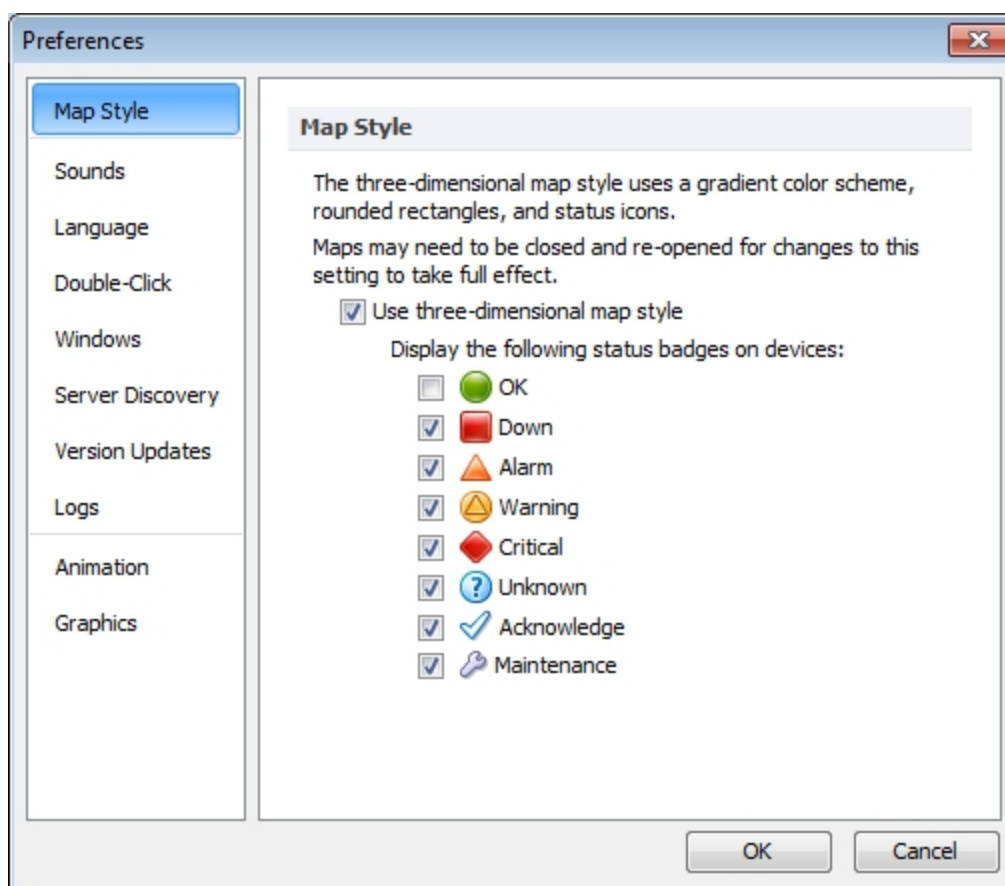 Preferences
Map Style
Sounds
Language
Double-Click
Windows
Server Discovery
Version Updates
Logs
Animation
Graphics
Map Style
The three-dimensional map style uses a gradient color scheme,
rounded rectangles, and status icons.
Maps may need to be closed and re-opened for changes to this
setting to take full effect.
Use three-dimensional map style
Display the following status badges on devices:
OK
Down
Alarm
Warning
Critical
? Unknown
Acknowledge
Maintenance
OK
Cancel